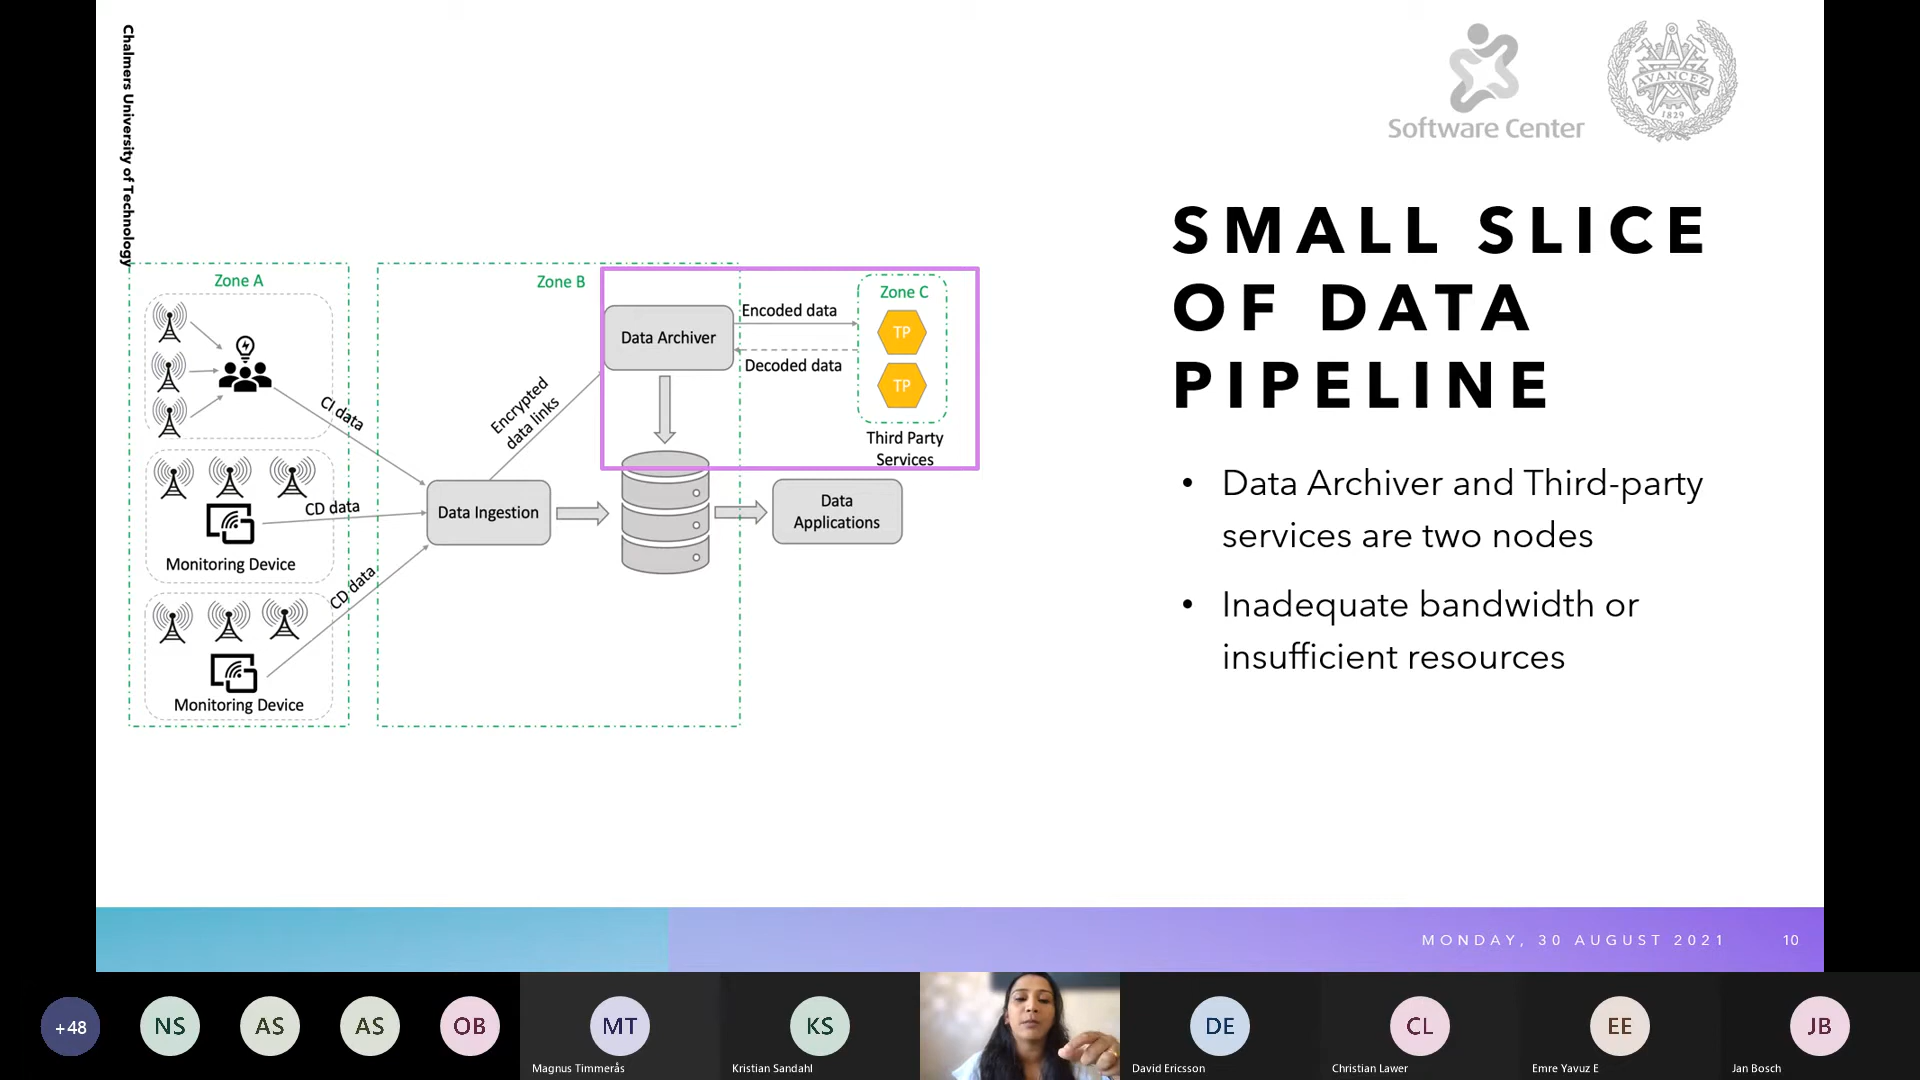 Chalmers University of Technology
Software Center
AVANCEZ
1829
SMALL SLICE
OF DATA
PIPELINE
• Data Archiver and Third-party
services are two nodes
• Inadequate bandwidth or
insufficient resources
Zone A
Zone B
Zone C
Data Archiver
Encoded data
Decoded data
TP
TP
Third Party
Services
CI data
Encrypted
data links
CD data
Monitoring Device
Data Ingestion
Data
Applications
CD data
Monitoring Device
MONDAY, 30 AUGUST 2021
10
+48
NS
AS
AS
OB
MT
Magnus Timmerås
KS
Kristian Sandahl
DE
David Ericsson
CL
Christian Lawer
EE
Emre Yavuz E
JB
Jan Bosch